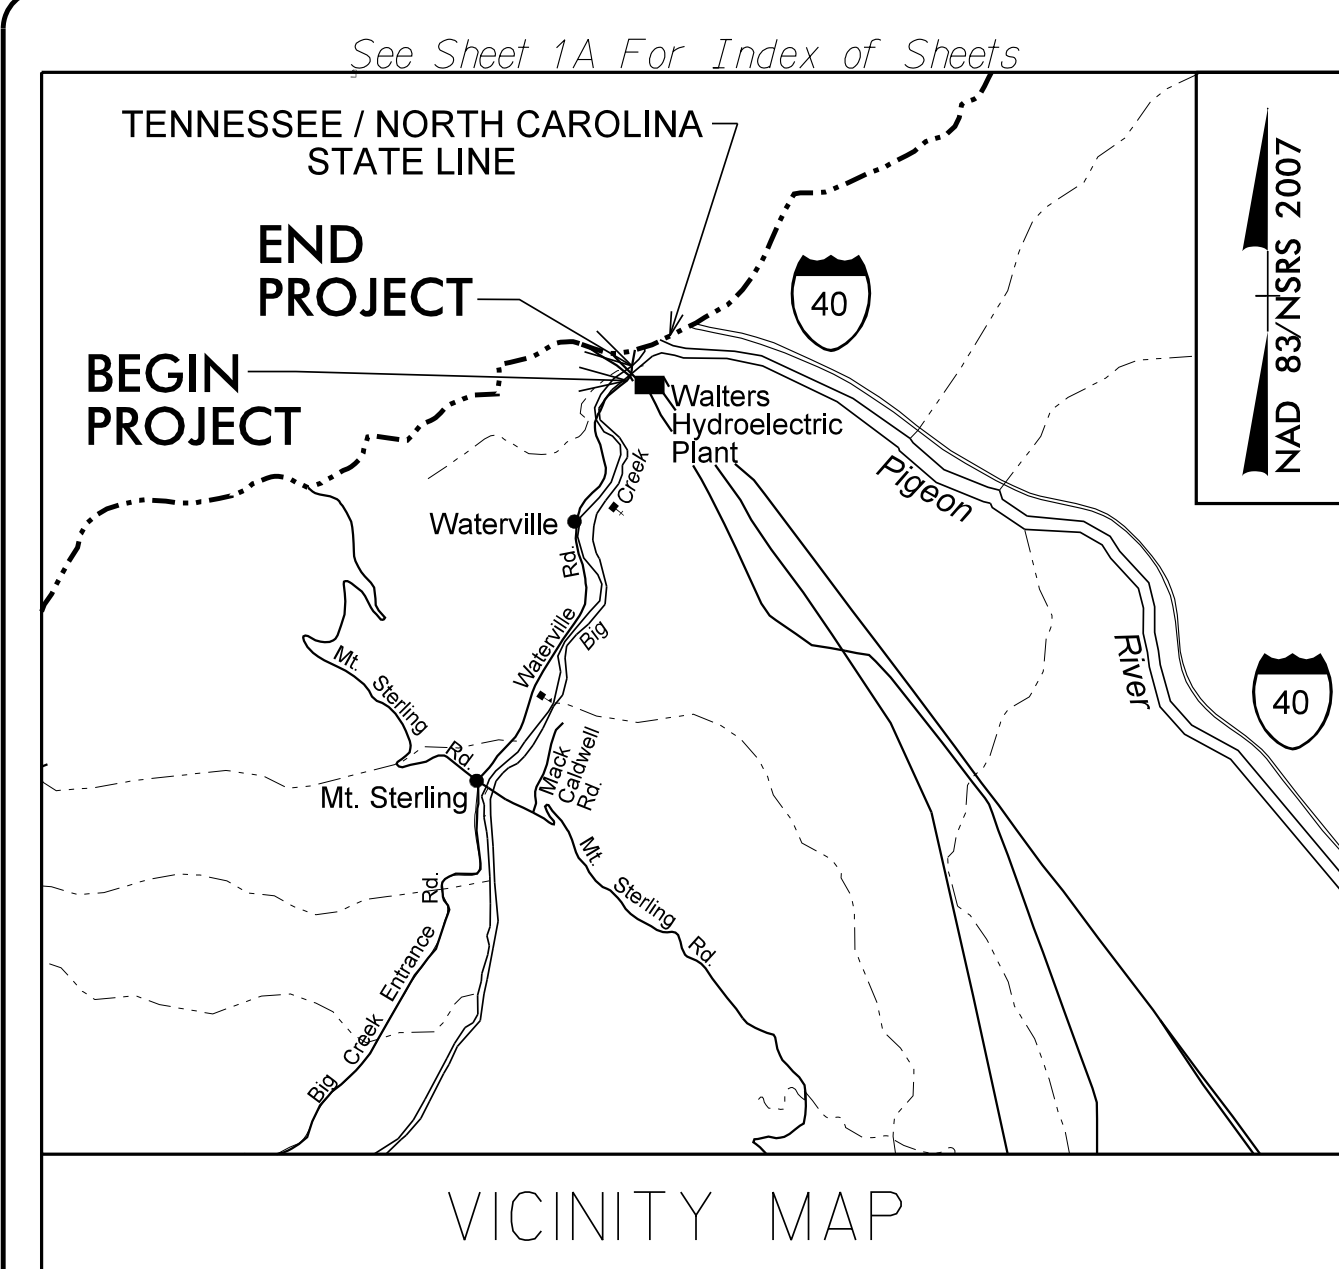 See Sheet 1A For Index of Sheets
TENNESSEE / NORTH CAROLINA
STATE LINE
END
PROJECT
BEGIN
PROJECT
40
NAD 83/NSRS 2007
Walters
Hydroelectric
Plant
Pigeon
River
40
Creek
Big
Waterville
Waterville Rd.
Mt. Sterling Rd.
Mt. Sterling
Mack
Caldwell
Rd.
Mt. Sterling Rd.
Big Creek Entrance Rd.
VICINITY MAP